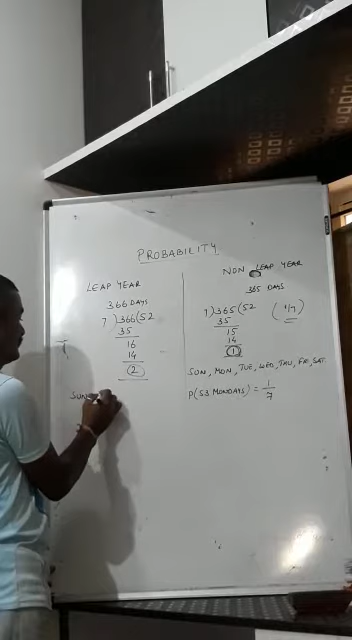 PROBABILITY
LEAP YEAR
366 DAYS
7 ) 366 ( 52
35
16
14
2
SUN
NON LEAP YEAR
365 DAYS
7 ) 365 ( 52
35
15
14
1
( 1/7 )
SUN, MON, TUE, WED, THU, FRI, SAT.
P(53 MONDAYS) = 1/7